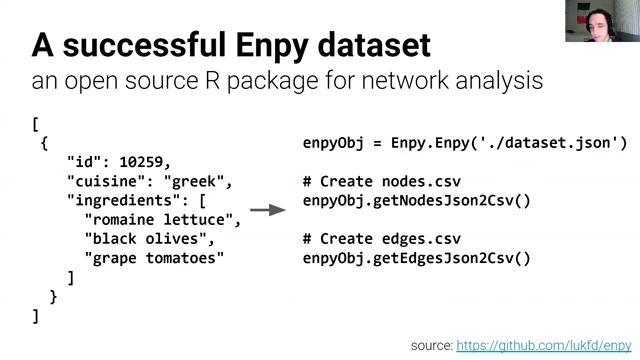 A successful Enpy dataset
an open source R package for network analysis
[
{
"id": 10259,
"cuisine": "greek",
"ingredients": [
"romaine lettuce",
"black olives",
"grape tomatoes"
]
}
]
enpyObj = Enpy.Enpy('./dataset.json')
# Create nodes.csv
enpyObj.getNodesJson2Csv()
# Create edges.csv
enpyObj.getEdgesJson2Csv()
source: https://github.com/lukfd/enpy